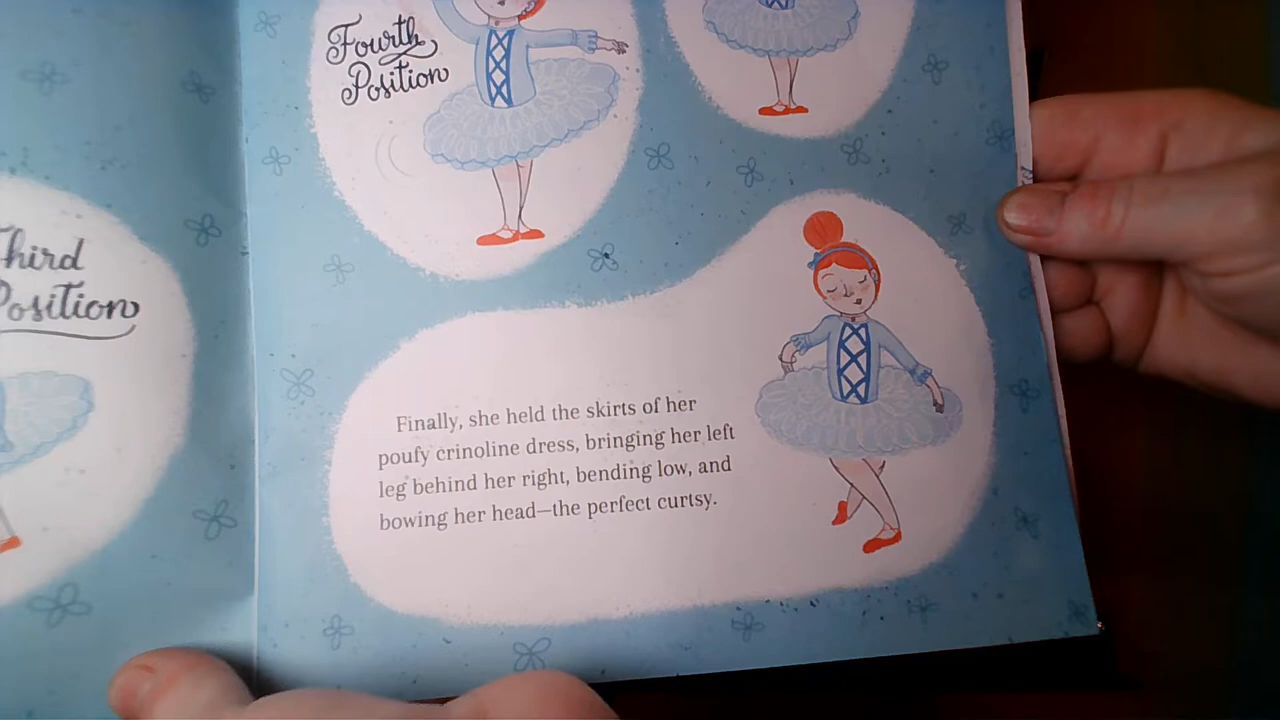 Third
Position
Fourth
Position
Finally, she held the skirts of her
poufy crinoline dress, bringing her left
leg behind her right, bending low, and
bowing her head—the perfect curtsy.